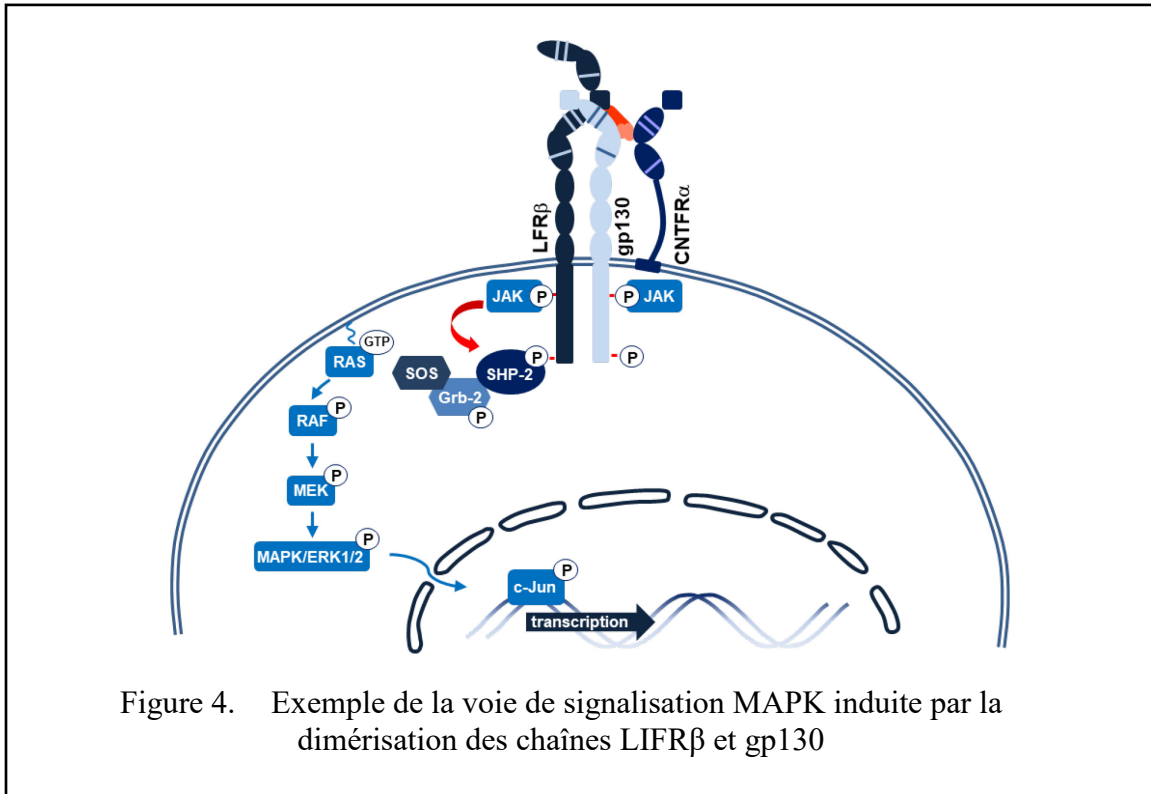 LFRβ
gp130
CNTFRα
JAK
P
P
JAK
GTP
RAS
SOS
SHP-2
P
P
Grb-2
P
RAF
P
MEK
P
MAPK/ERK1/2
P
c-Jun
P
transcription
Figure 4. Exemple de la voie de signalisation MAPK induite par la
dimérisation des chaînes LIFRβ et gp130